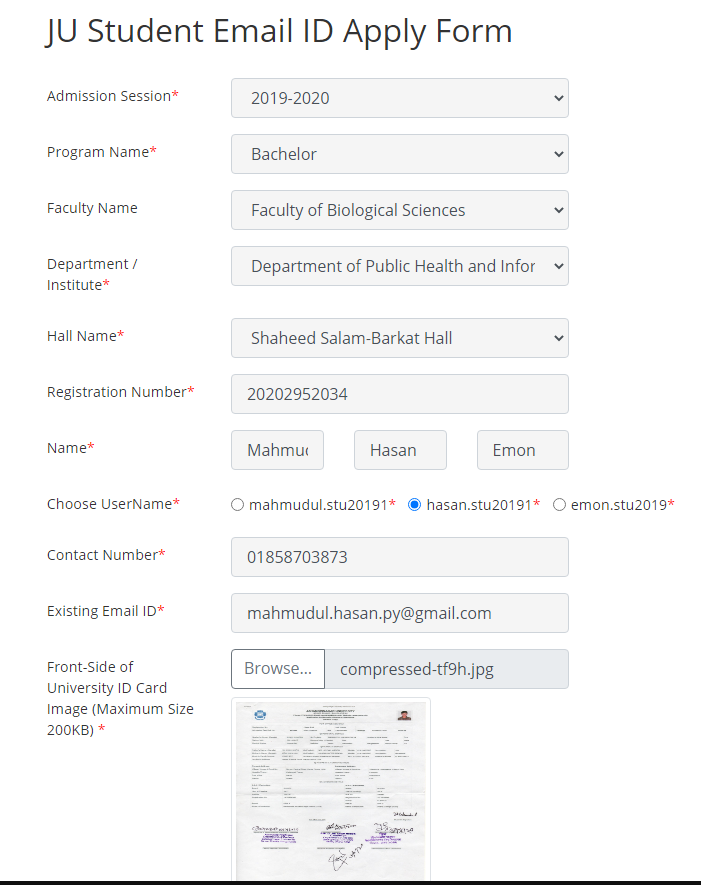 JU Student Email ID Apply Form
Admission Session* 2019-2020
Program Name* Bachelor
Faculty Name Faculty of Biological Sciences
Department /
Institute* Department of Public Health and Infor
Hall Name* Shaheed Salam-Barkat Hall
Registration Number* 20202952034
Name* Mahmud Hasan Emon
Choose UserName* mahmudul.stu20191* hasan.stu20191* emon.stu2019*
Contact Number* 01858703873
Existing Email ID* mahmudul.hasan.py@gmail.com
Front-Side of
University ID Card
Image (Maximum Size
200KB) * Browse... compressed-tf9h.jpg